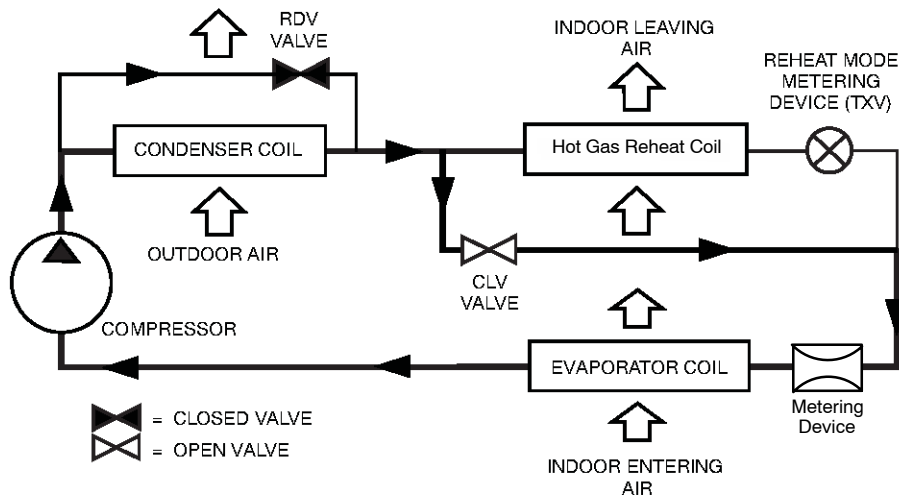 RDV
VALVE
INDOOR LEAVING
AIR
REHEAT MODE
METERING
DEVICE (TXV)
CONDENSER COIL
Hot Gas Reheat Coil
OUTDOOR AIR
CLV
VALVE
COMPRESSOR
EVAPORATOR COIL
Metering
Device
= CLOSED VALVE
= OPEN VALVE
INDOOR ENTERING
AIR